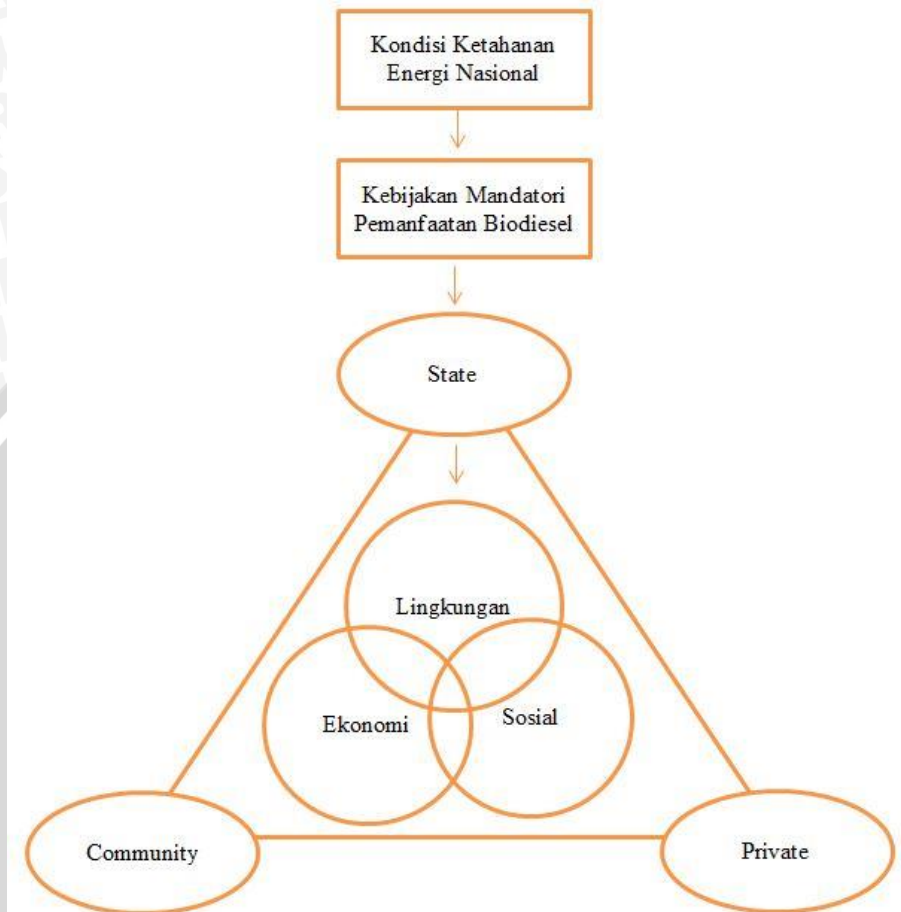 Kondisi Ketahanan
Energi Nasional
Kebijakan Mandatori
Pemanfaatan Biodiesel
State
Lingkungan
Ekonomi
Sosial
Community
Private